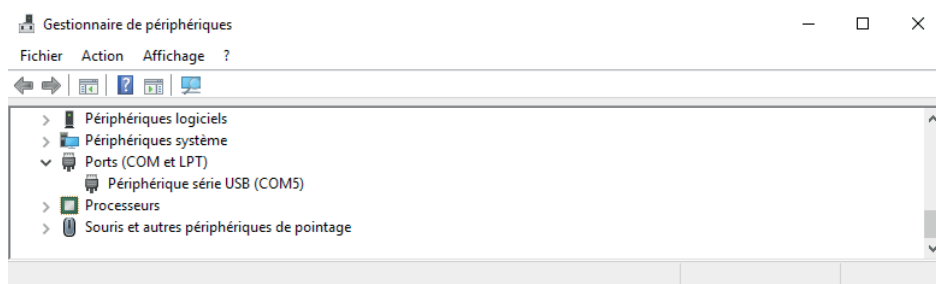 Gestionnaire de périphériques
Fichier Action Affichage ?
Périphériques logiciels
Périphériques système
Ports (COM et LPT)
Périphérique série USB (COM5)
Processeurs
Souris et autres périphériques de pointage